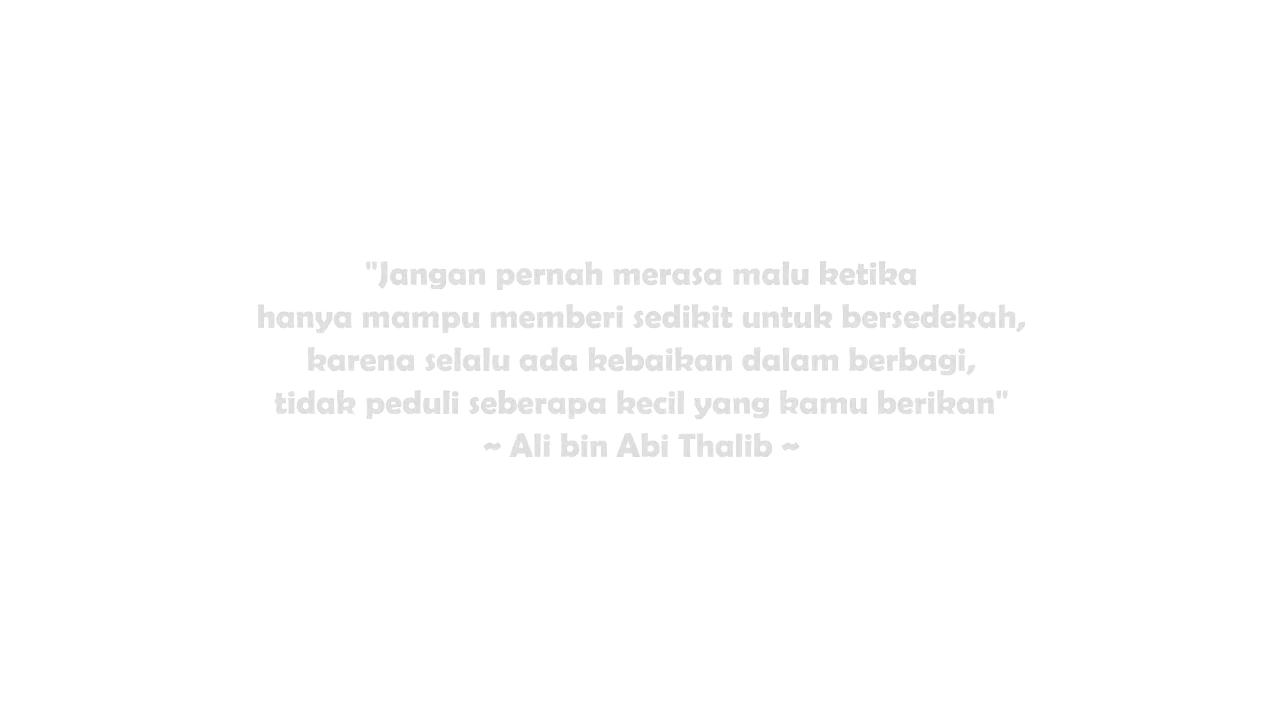 "Jangan pernah merasa malu ketika
hanya mampu memberi sedikit untuk bersedekah,
karena selalu ada kebaikan dalam berbagi,
tidak peduli seberapa kecil yang kamu berikan"
~ Ali bin Abi Thalib ~